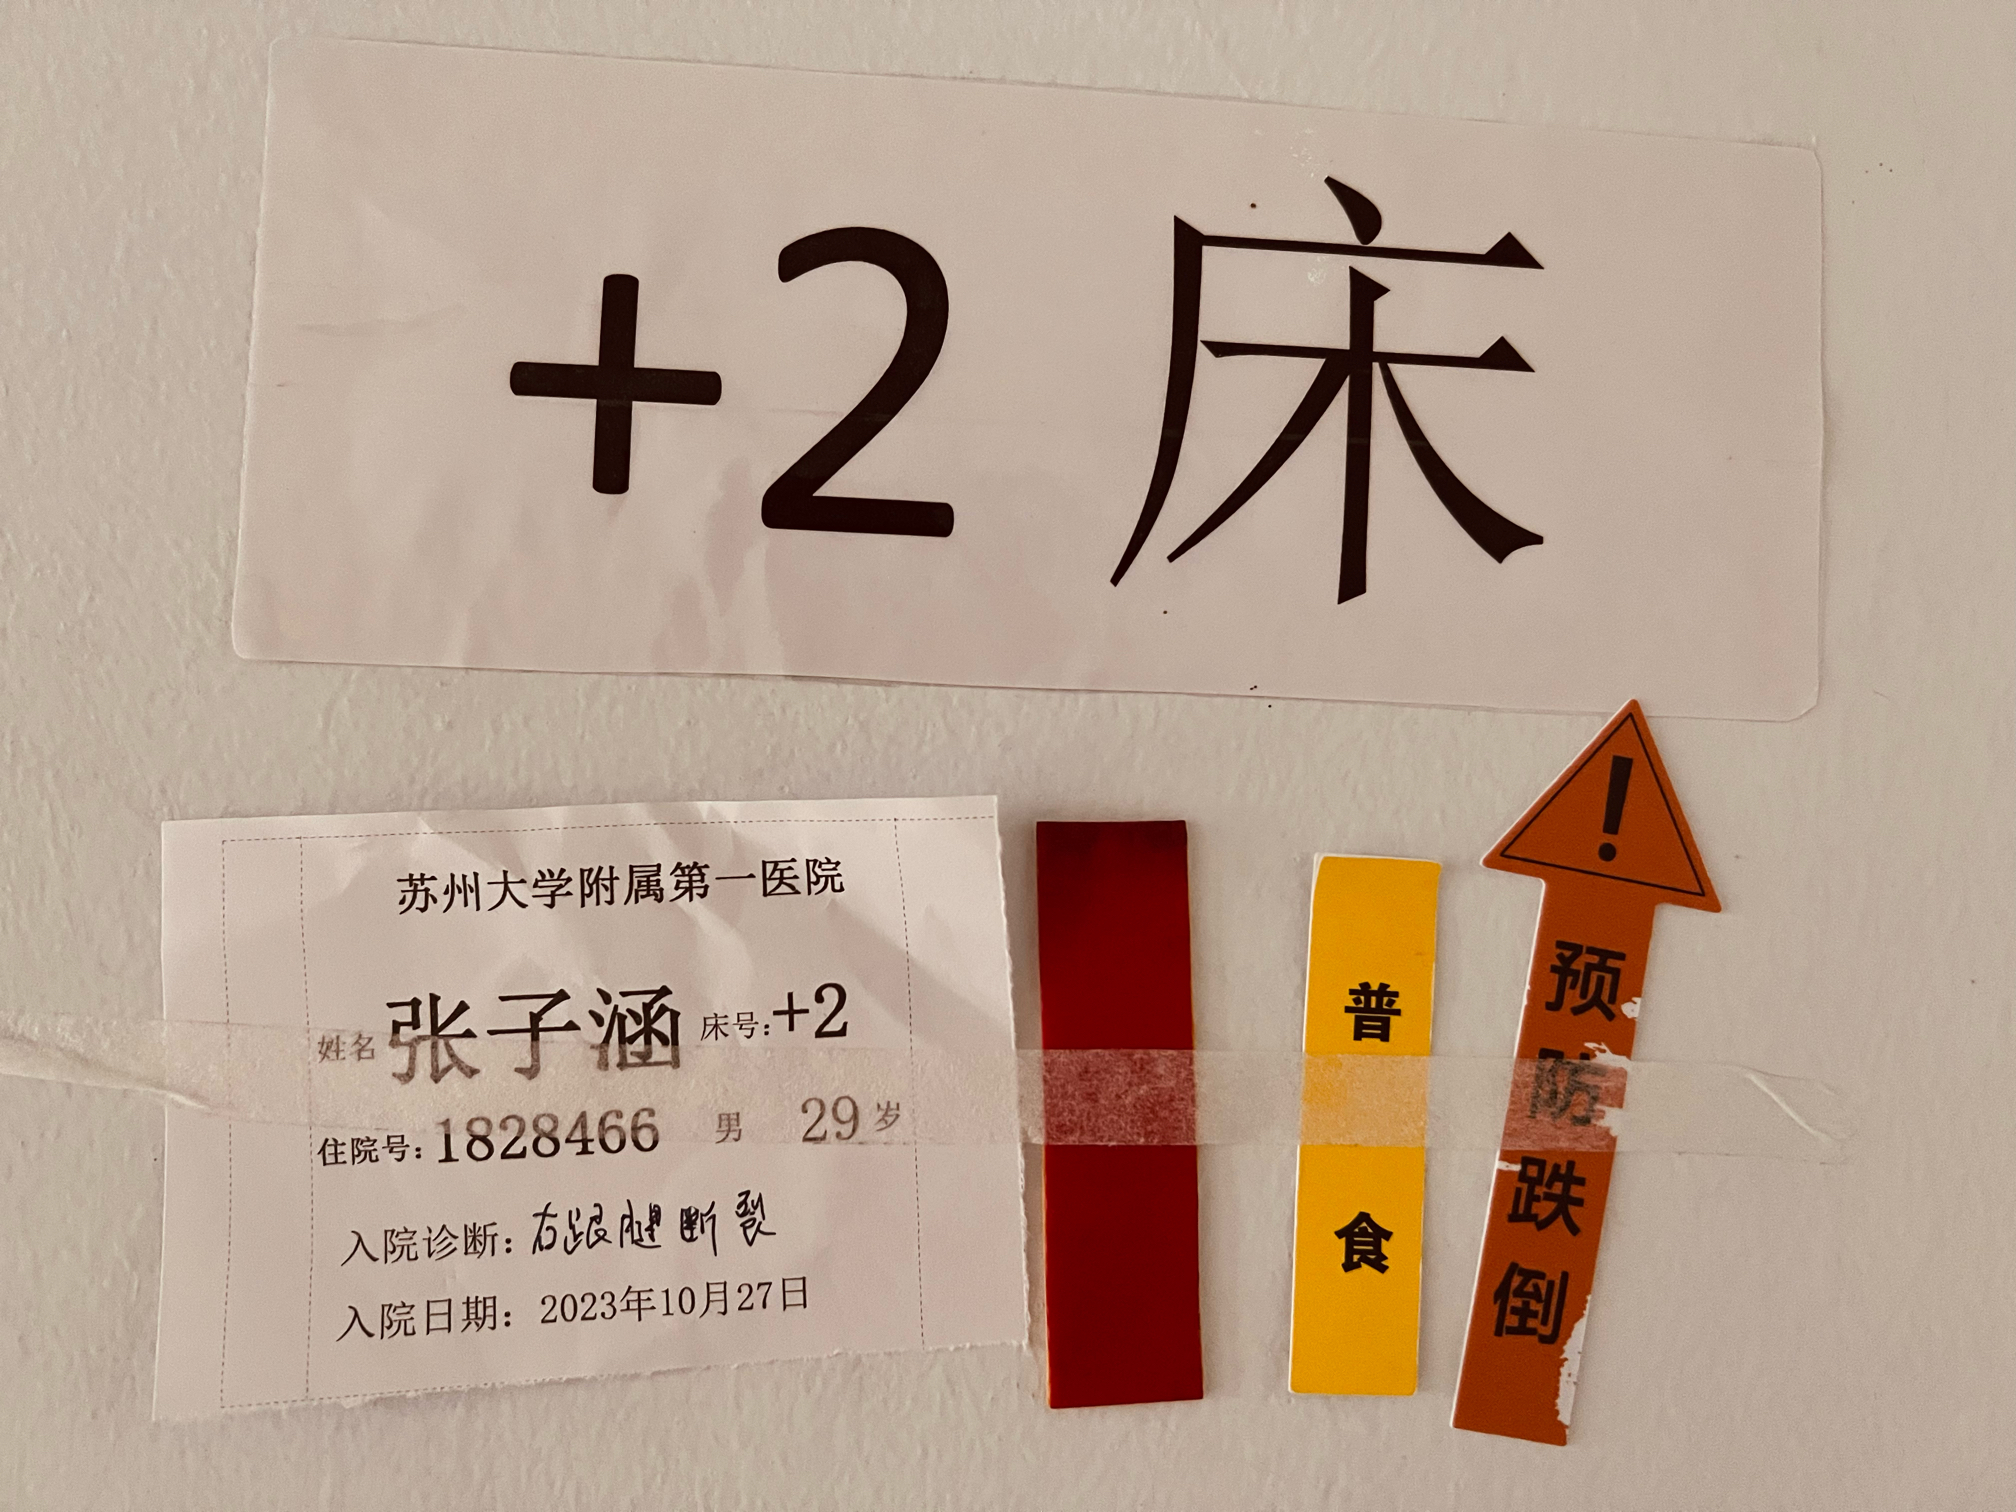 +2 床
苏州大学附属第一医院
姓名 张子涵 床号:+2
住院号:1828466 男 29岁
入院诊断:右跟腱断裂
入院日期:2023年10月27日
普食
!
预防跌倒